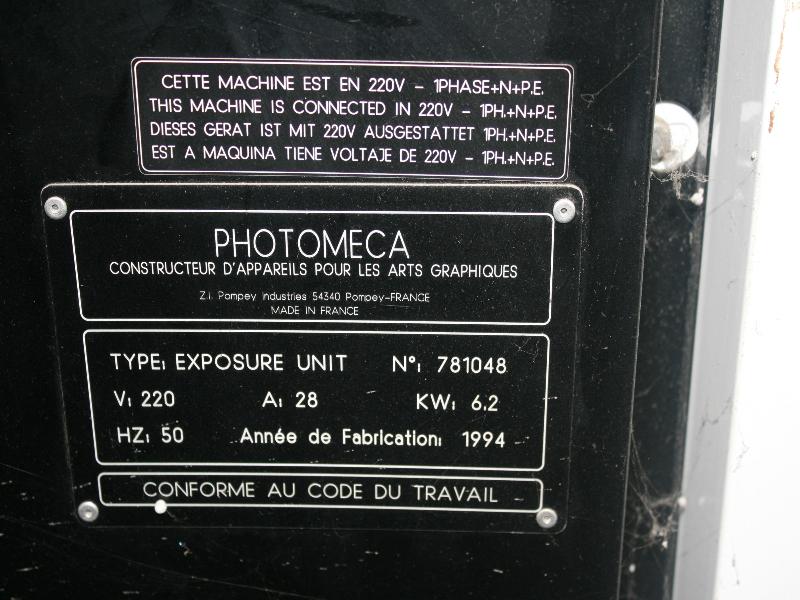 CETTE MACHINE EST EN 220V - 1PHASE+N+P.E.
THIS MACHINE IS CONNECTED IN 220V - 1PH.+N+P.E.
DIESES GERAT IST MIT 220V AUSGESTATTET 1PH.+N+P.E.
EST A MAQUINA TIENE VOLTAJE DE 220V - 1PH.+N+P.E.
PHOTOMECA
CONSTRUCTEUR D'APPAREILS POUR LES ARTS GRAPHIQUES
Z.I. Pompey Industries 54340 Pompey-FRANCE
MADE IN FRANCE
TYPE: EXPOSURE UNIT N°: 781048
V: 220 A: 28 KW: 6.2
HZ: 50 Année de Fabrication: 1994
CONFORME AU CODE DU TRAVAIL